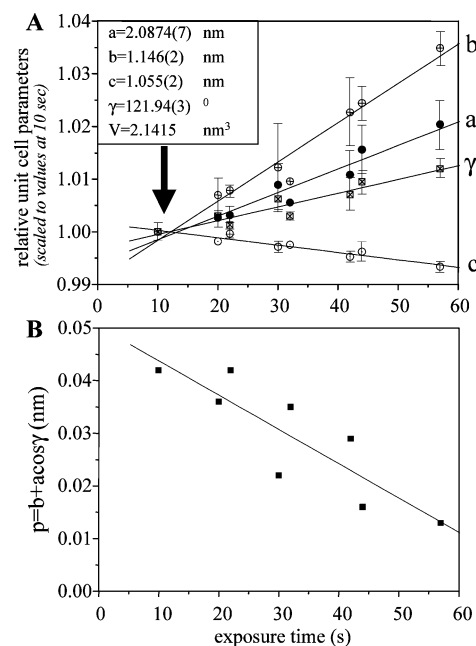 A
a=2.0874(7) nm
b=1.146(2) nm
c=1.055(2) nm
γ=121.94(3) 0
V=2.1415 nm3
relative unit cell parameters
(scaled to values at 10 sec)
1.04
1.03
1.02
1.01
1.00
0.99
0 10 20 30 40 50 60
b
a
γ
c
B
p=b+acosγ (nm)
0.05
0.04
0.03
0.02
0.01
0.00
0 10 20 30 40 50 60
exposure time (s)